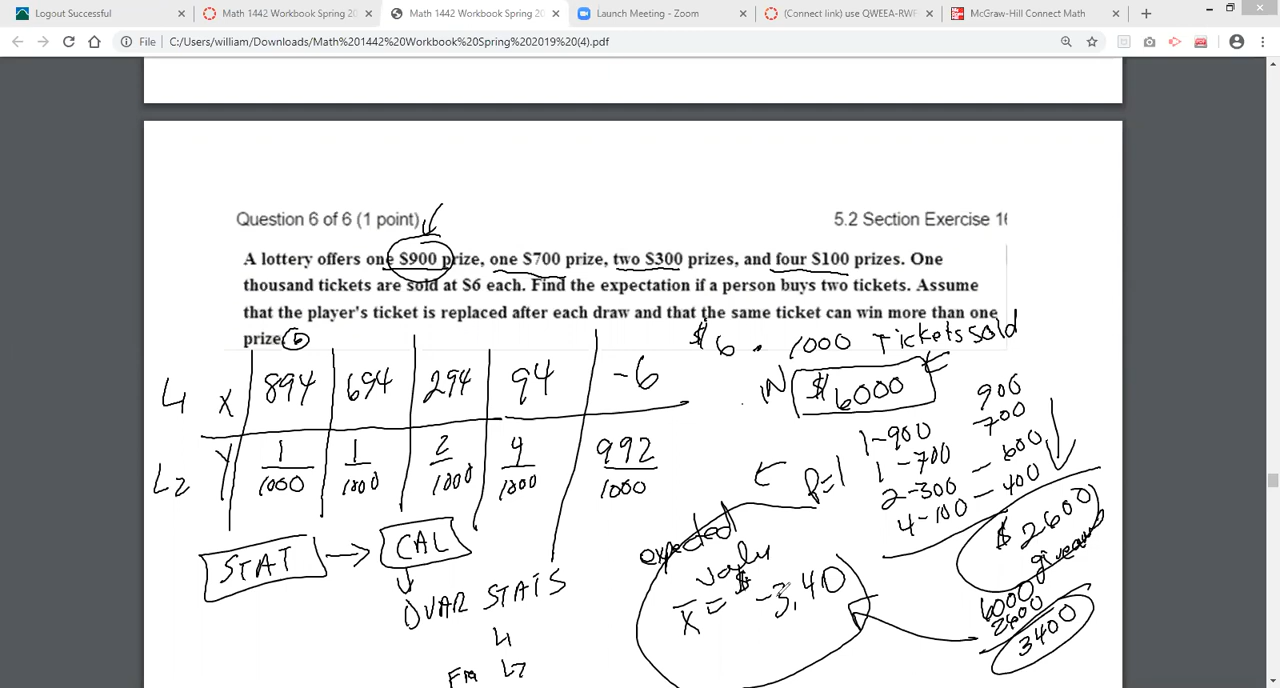 Logout Successful
Math 1442 Workbook Spring 20
Math 1442 Workbook Spring 20
Launch Meeting - Zoom
(Connect link) use QWEEA-RWF
McGraw-Hill Connect Math
File C:/Users/william/Downloads/Math%201442%20Workbook%20Spring%202019%20(4).pdf
Question 6 of 6 (1 point)
5.2 Section Exercise 16
A lottery offers one $900 prize, one $700 prize, two $300 prizes, and four $100 prizes. One
thousand tickets are sold at $6 each. Find the expectation if a person buys two tickets. Assume
that the player's ticket is replaced after each draw and that the same ticket can win more than one
prize.
$6 . 1000 Tickets sold
IN $6000
L1 X 894 694 294 94 -6
L2 Y 1/1000 1/1000 2/1000 4/1000 992/1000
P=1
1-900 900
1-700 700
2-300 - 600
4-100 - 400
$2600
6000
2600
3400
expected
x̄ = $ -3.40
STAT → CAL
VAR STATS
L1
L2